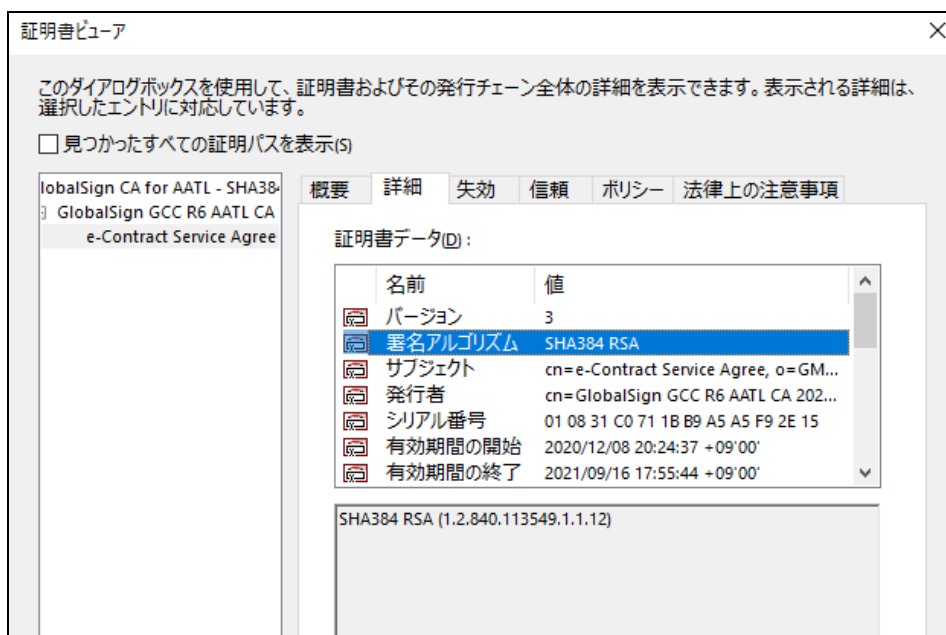 証明書ビューア
このダイアログボックスを使用して、証明書およびその発行チェーン全体の詳細を表示できます。表示される詳細は、
選択したエントリに対応しています。
見つかったすべての証明パスを表示(S)
lobalSign CA for AATL - SHA384
GlobalSign GCC R6 AATL CA
e-Contract Service Agree
概要 詳細 失効 信頼 ポリシー 法律上の注意事項
証明書データ(D):
名前 値
バージョン 3
署名アルゴリズム SHA384 RSA
サブジェクト cn=e-Contract Service Agree, o=GM...
発行者 cn=GlobalSign GCC R6 AATL CA 202...
シリアル番号 01 08 31 C0 71 1B B9 A5 A5 F9 2E 15
有効期間の開始 2020/12/08 20:24:37 +09'00'
有効期間の終了 2021/09/16 17:55:44 +09'00'
SHA384 RSA (1.2.840.113549.1.1.12)